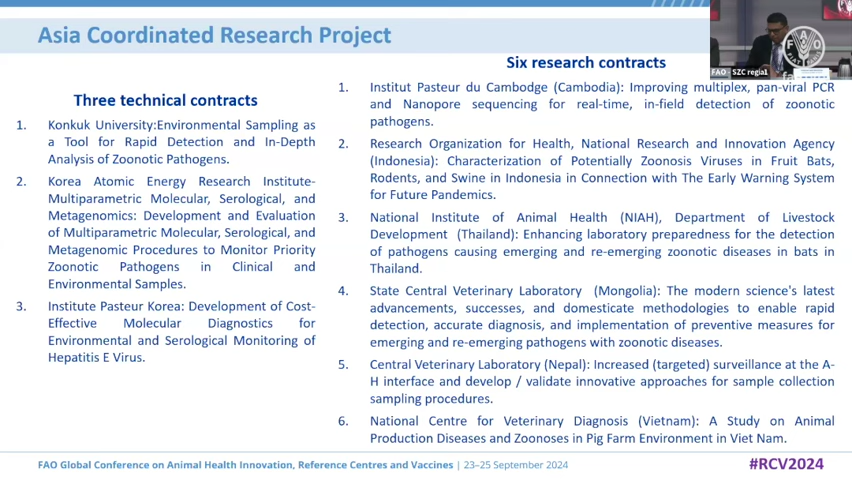 Asia Coordinated Research Project
FAO - SZC regia1
FAO
FIAT PANIS
Three technical contracts
1. Konkuk University:Environmental Sampling as
a Tool for Rapid Detection and In-Depth
Analysis of Zoonotic Pathogens.
2. Korea Atomic Energy Research Institute-
Multiparametric Molecular, Serological, and
Metagenomics: Development and Evaluation
of Multiparametric Molecular, Serological, and
Metagenomic Procedures to Monitor Priority
Zoonotic Pathogens in Clinical and
Environmental Samples.
3. Institute Pasteur Korea: Development of Cost-
Effective Molecular Diagnostics for
Environmental and Serological Monitoring of
Hepatitis E Virus.
Six research contracts
1. Institut Pasteur du Cambodge (Cambodia): Improving multiplex, pan-viral PCR
and Nanopore sequencing for real-time, in-field detection of zoonotic
pathogens.
2. Research Organization for Health, National Research and Innovation Agency
(Indonesia): Characterization of Potentially Zoonosis Viruses in Fruit Bats,
Rodents, and Swine in Indonesia in Connection with The Early Warning System
for Future Pandemics.
3. National Institute of Animal Health (NIAH), Department of Livestock
Development (Thailand): Enhancing laboratory preparedness for the detection
of pathogens causing emerging and re-emerging zoonotic diseases in bats in
Thailand.
4. State Central Veterinary Laboratory (Mongolia): The modern science's latest
advancements, successes, and domesticate methodologies to enable rapid
detection, accurate diagnosis, and implementation of preventive measures for
emerging and re-emerging pathogens with zoonotic diseases.
5. Central Veterinary Laboratory (Nepal): Increased (targeted) surveillance at the A-
H interface and develop / validate innovative approaches for sample collection
sampling procedures.
6. National Centre for Veterinary Diagnosis (Vietnam): A Study on Animal
Production Diseases and Zoonoses in Pig Farm Environment in Viet Nam.
FAO Global Conference on Animal Health Innovation, Reference Centres and Vaccines | 23–25 September 2024
#RCV2024